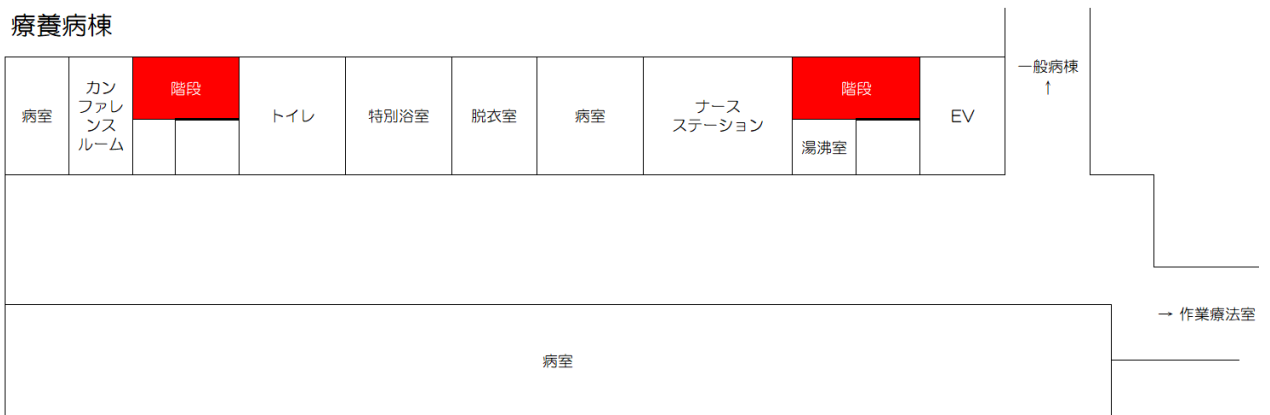 療養病棟
病室
カン
ファレ
ンス
ルーム
階段
トイレ
特別浴室
脱衣室
病室
ナース
ステーション
階段
湯沸室
EV
一般病棟
↑
→ 作業療法室
病室